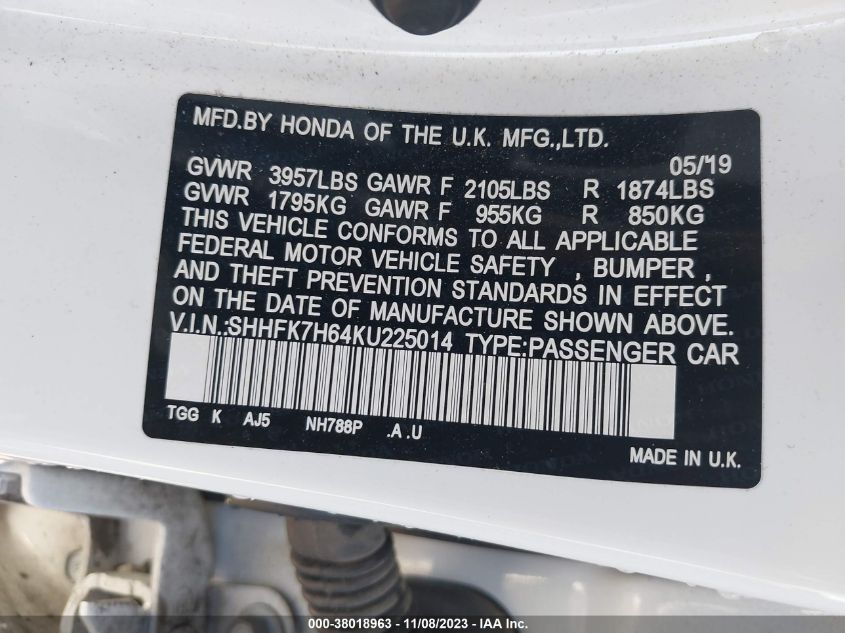 MFD.BY HONDA OF THE U.K. MFG.,LTD.
05/19
GVWR 3957LBS GAWR F 2105LBS R 1874LBS
GVWR 1795KG GAWR F 955KG R 850KG
THIS VEHICLE CONFORMS TO ALL APPLICABLE
FEDERAL MOTOR VEHICLE SAFETY , BUMPER ,
AND THEFT PREVENTION STANDARDS IN EFFECT
ON THE DATE OF MANUFACTURE SHOWN ABOVE.
V.I.N.:SHHFK7H64KU225014 TYPE:PASSENGER CAR
TGG K AJ5 NH788P .A .U
MADE IN U.K.
000-38018963 - 11/08/2023 - IAA Inc.